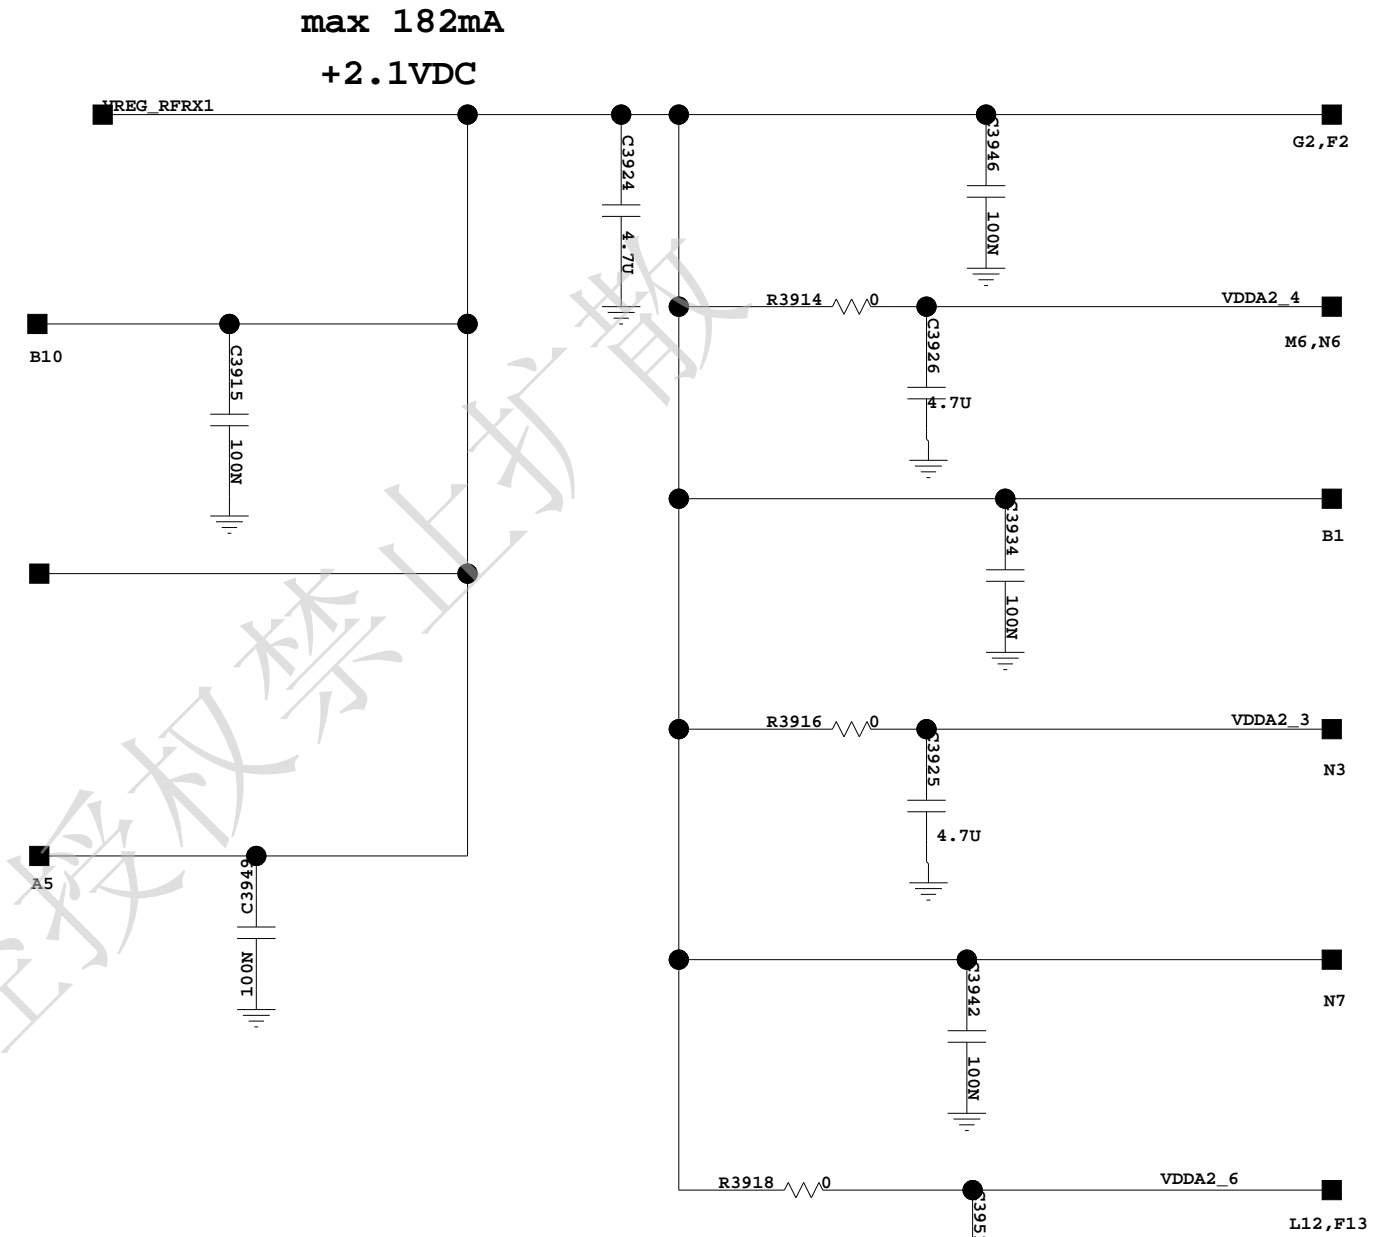 max 182mA
+2.1VDC
VREG_RFRX1
G2,F2
C3924
4.7U
C3946
100N
R3914
0
VDDA2_4
M6,N6
C3926
4.7U
B10
C3915
100N
C3934
100N
B1
R3916
0
VDDA2_3
N3
C3925
4.7U
A5
C3949
100N
C3942
100N
N7
R3918
0
VDDA2_6
L12,F13
授权禁止扩散